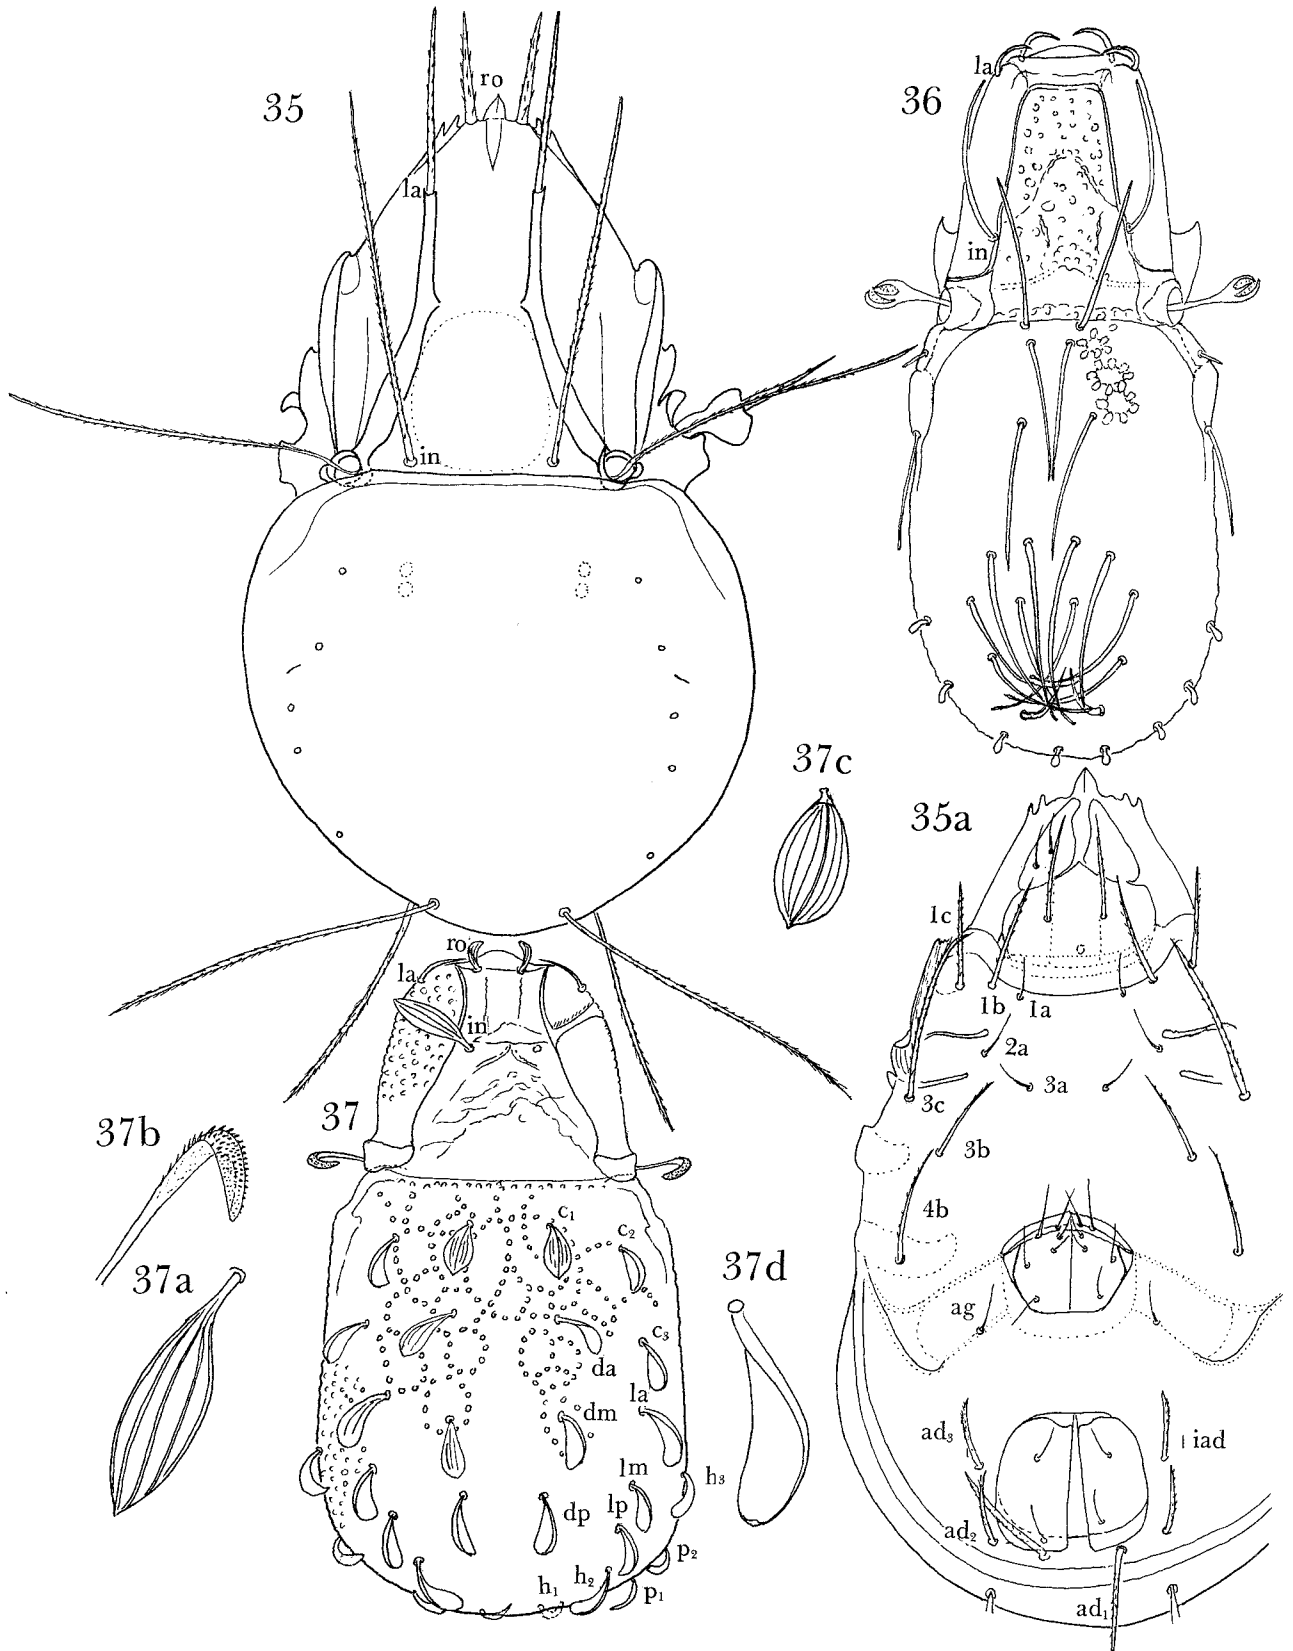 35
ro
la
in
36
la
in
37c
35a
1c
1b
1a
2a
3a
3c
3b
4b
ag
ad₃
iad
ad₂
ad₁
37
ro
la
in
c₁
c₂
c₃
da
la
dm
lm
h₃
lp
dp
p₂
h₂
h₁
p₁
37b
37a
37d